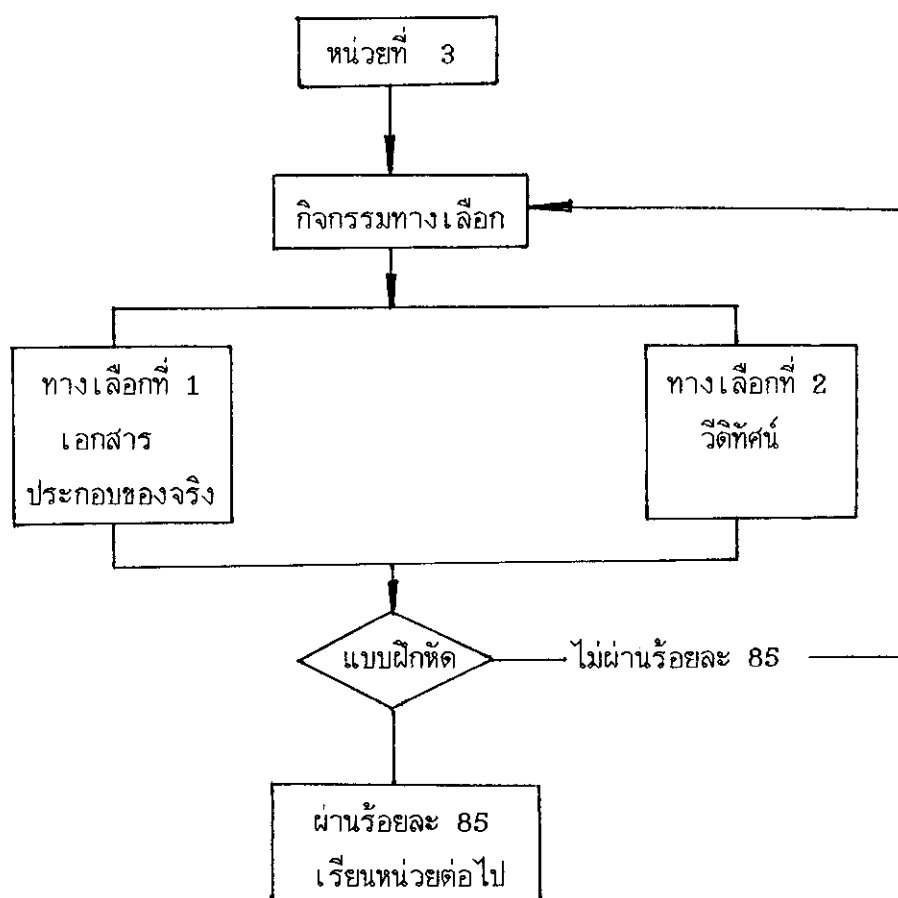 หน่วยที่ 3
กิจกรรมทางเลือก
ทางเลือกที่ 1
เอกสาร
ประกอบของจริง
ทางเลือกที่ 2
วีดิทัศน์
แบบฝึกหัด
ไม่ผ่านร้อยละ 85
ผ่านร้อยละ 85
เรียนหน่วยต่อไป